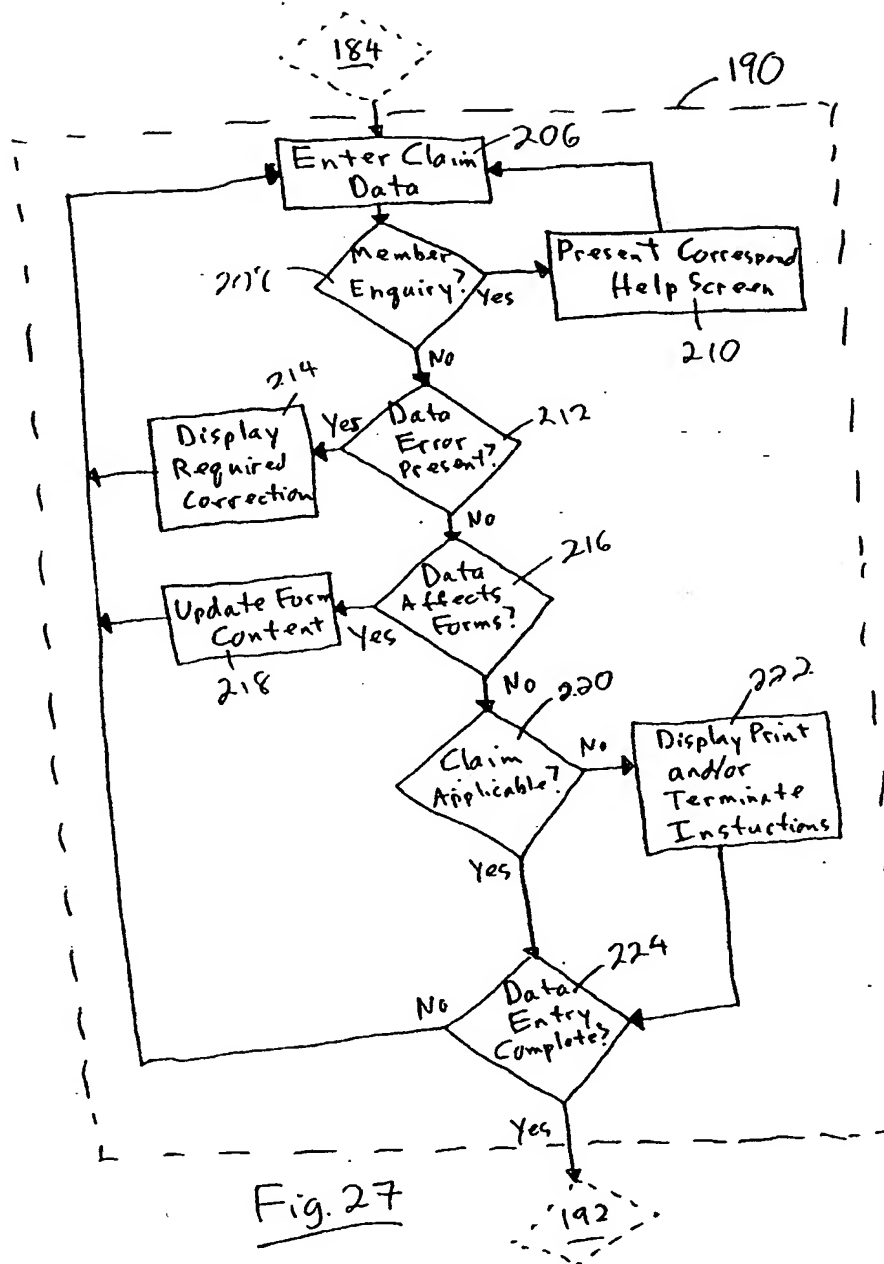 184
190
206
Enter Claim
Data
Member
Enquiry?
Yes
Present Correspond
Help Screen
210
No
214
Display
Required
Correction
Yes
Data
Error
Present?
212
No
216
Data
Affects
Forms?
Update Form
Content
218
Yes
No
220
222
Claim
Applicable?
No
Display Print
and/or
Terminate
Instuctions
Yes
224
No
Data
Entry
Complete?
Yes
Fig. 27
192